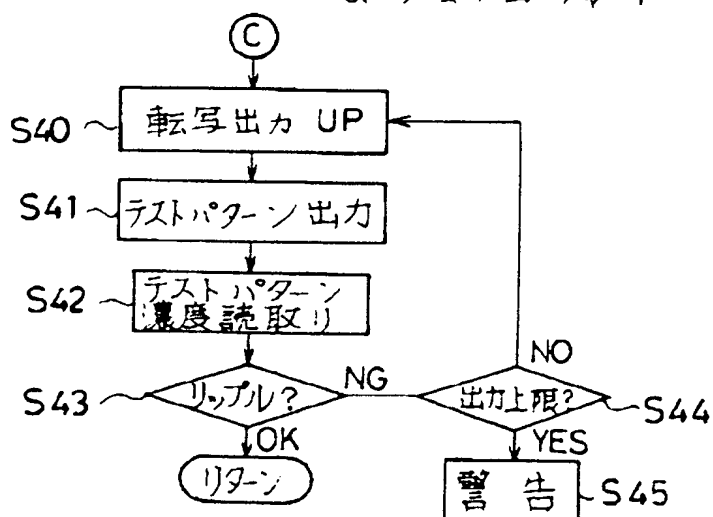 C
S40 転写出力 UP
S41 テストパターン出力
S42 テストパターン
濃度読取り
S43 リップル? NG 出力上限? S44
NO
OK YES
リターン 警告 S45